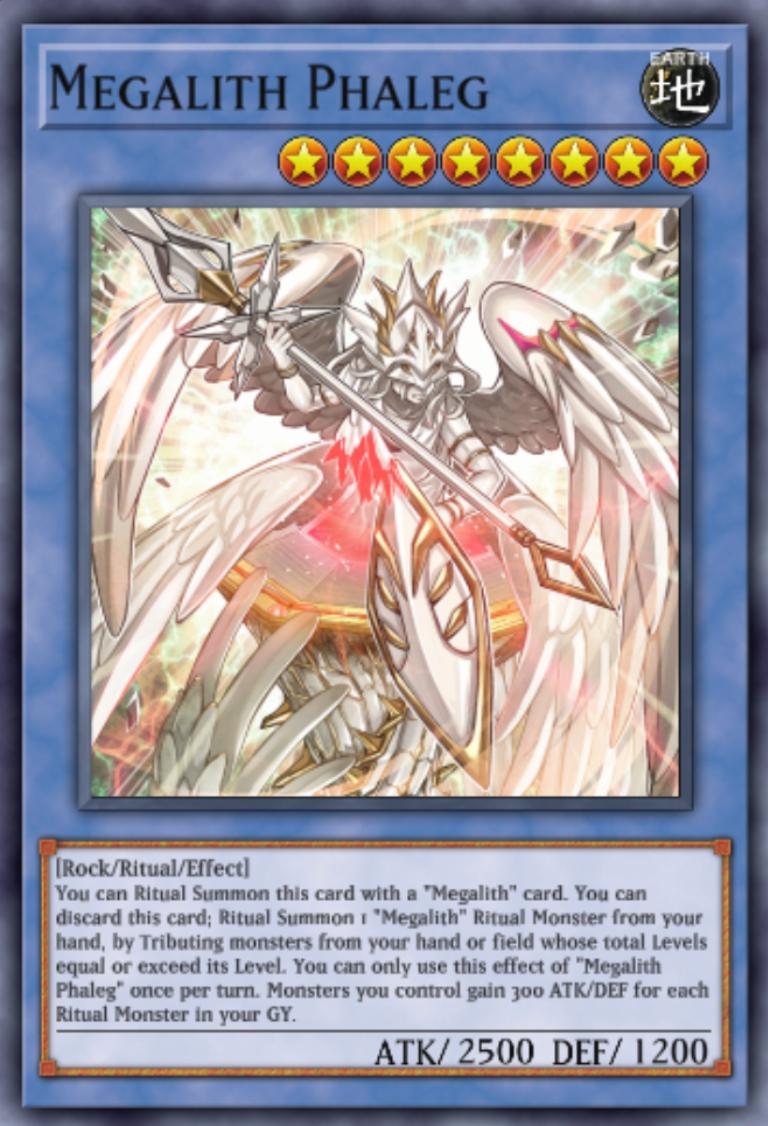 Megalith Phaleg
EARTH
地
[Rock/Ritual/Effect]
You can Ritual Summon this card with a "Megalith" card. You can
discard this card; Ritual Summon 1 "Megalith" Ritual Monster from your
hand, by Tributing monsters from your hand or field whose total Levels
equal or exceed its Level. You can only use this effect of "Megalith
Phaleg" once per turn. Monsters you control gain 300 ATK/DEF for each
Ritual Monster in your GY.
ATK/ 2500 DEF/ 1200